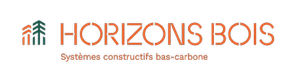 HORIZONS BOIS
Systèmes constructifs bas-carbone